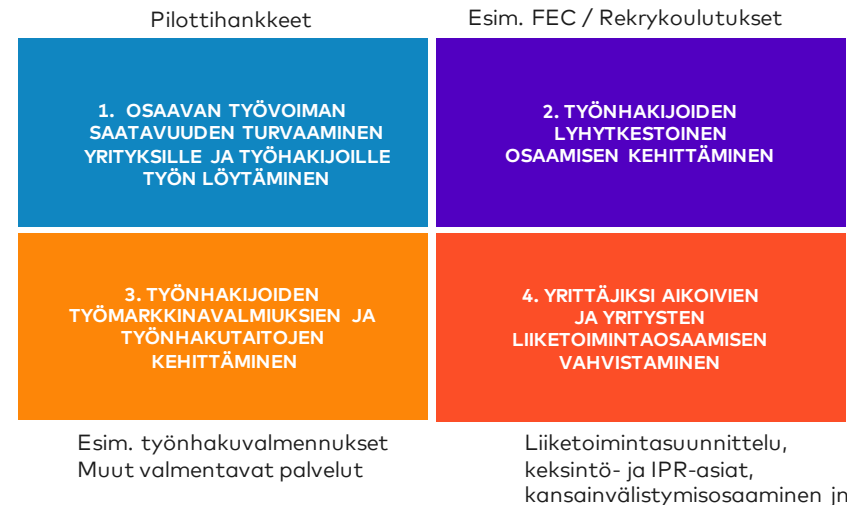 Pilottihankkeet
Esim. FEC / Rekrykoulutukset
1. OSAAVAN TYÖVOIMAN
SAATAVUUDEN TURVAAMINEN
YRITYKSILLE JA TYÖHAKIJOILLE
TYÖN LÖYTÄMINEN
2. TYÖNHAKIJOIDEN
LYHYTKESTOINEN
OSAAMISEN KEHITTÄMINEN
3. TYÖNHAKIJOIDEN
TYÖMARKKINAVALMIUKSIEN JA
TYÖNHAKUTAITOJEN
KEHITTÄMINEN
4. YRITTÄJIKSI AIKOIVIEN
JA YRITYSTEN
LIIKETOIMINTAOSAAMISEN
VAHVISTAMINEN
Esim. työnhakuvalmennukset
Muut valmentavat palvelut
Liiketoimintasuunnittelu,
keksintö- ja IPR-asiat,
kansainvälistymisosaaminen jn